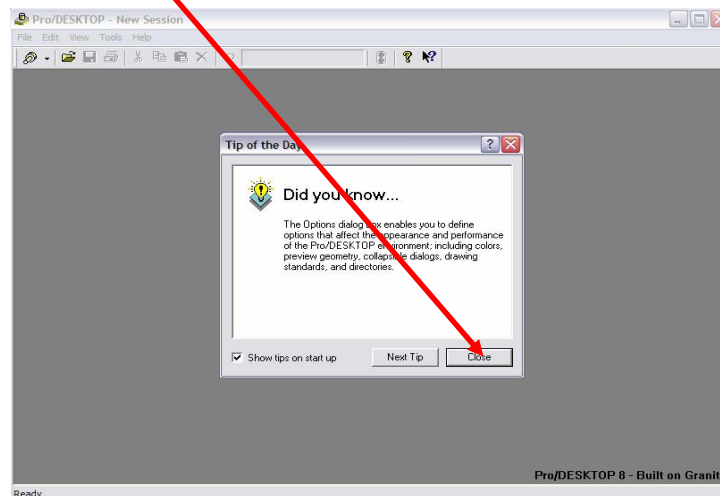 Pro/DESKTOP - New Session
File Edit View Tools Help
Tip of the Day
Did you know...
The Options dialog box enables you to define
options that affect the appearance and performance
of the Pro/DESKTOP environment; including colors,
preview geometry, collapsible dialogs, drawing
standards, and directories.
Show tips on start up
Next Tip
Close
Pro/DESKTOP 8 - Built on Granit
Ready